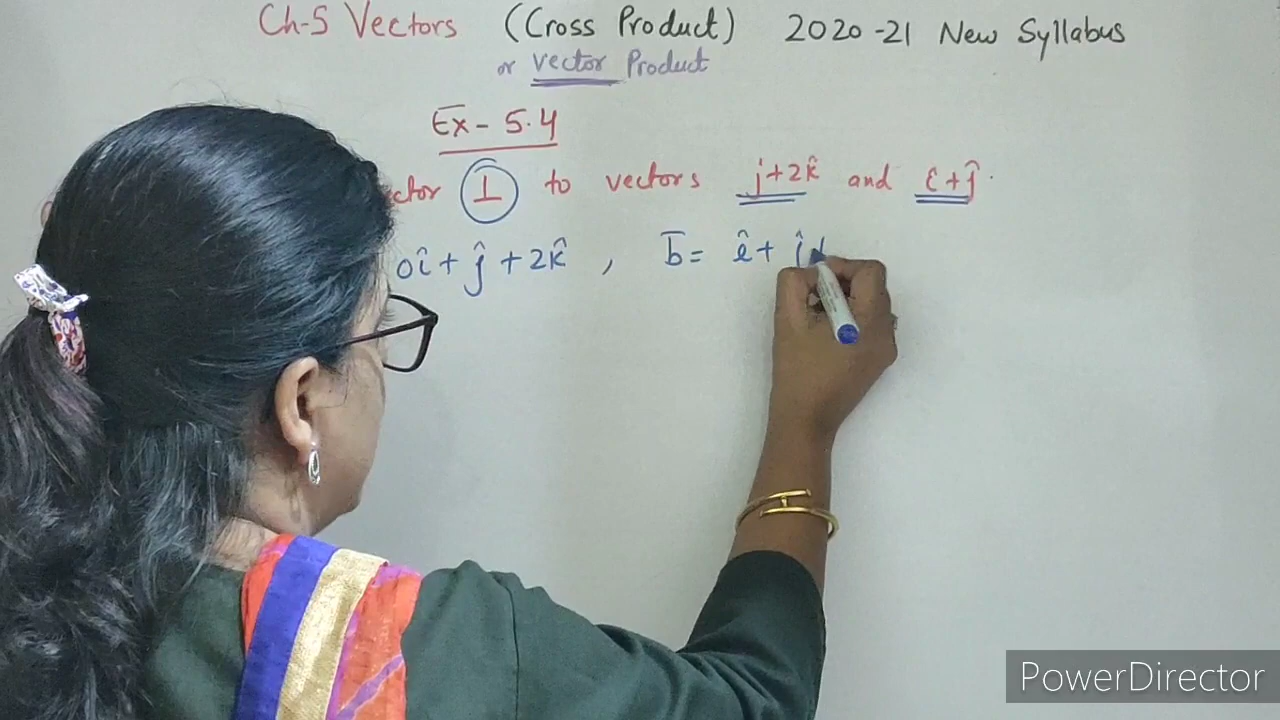 Ch-5 Vectors (Cross Product) 2020-21 New Syllabus
or vector Product
Ex- 5.4
ctor ⊥ to vectors j+2k̂ and î+ĵ.
0î+ĵ+2k̂, b̄= î+ ĵ
PowerDirector